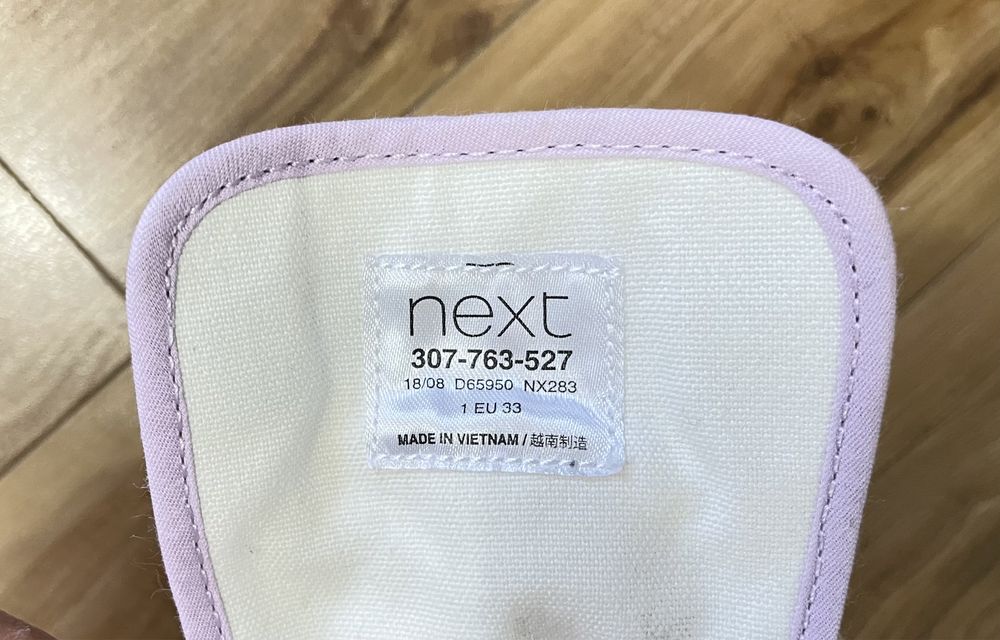 next
307-763-527
18/08 D65950 NX283
1 EU 33
MADE IN VIETNAM / 越南制造